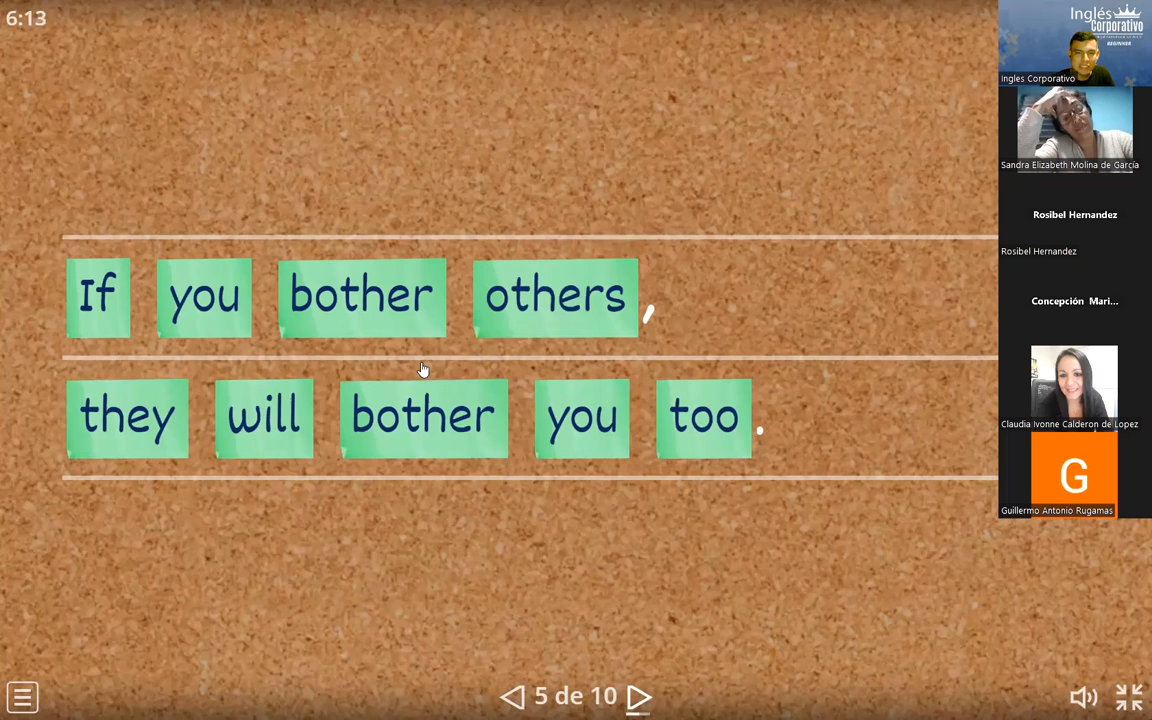 6:13
If you bother others,
they will bother you too.
5 de 10
Inglés
Corporativo
BEGINNER
Ingles Corporativo
Sandra Elizabeth Molina de García
Rosibel Hernandez
Rosibel Hernandez
Concepción Mari...
Claudia Ivonne Calderon de Lopez
G
Guillermo Antonio Rugamas